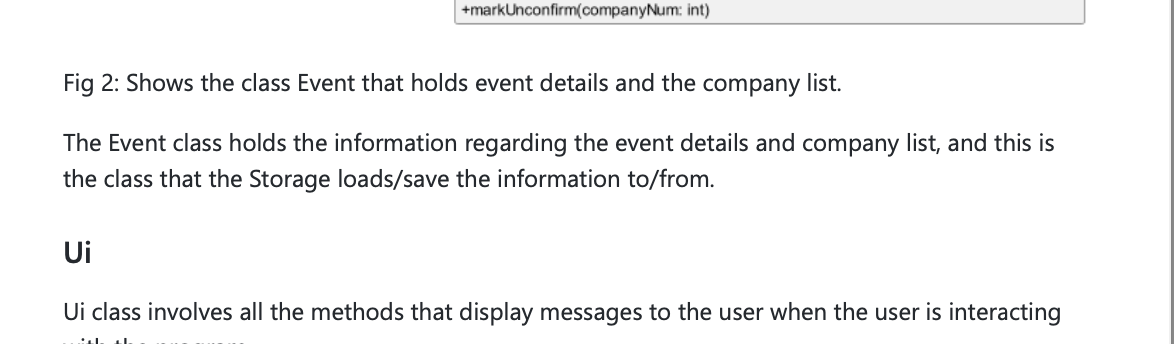 +markUnconfirm(companyNum: int)
Fig 2: Shows the class Event that holds event details and the company list.
The Event class holds the information regarding the event details and company list, and this is
the class that the Storage loads/save the information to/from.
Ui
Ui class involves all the methods that display messages to the user when the user is interacting